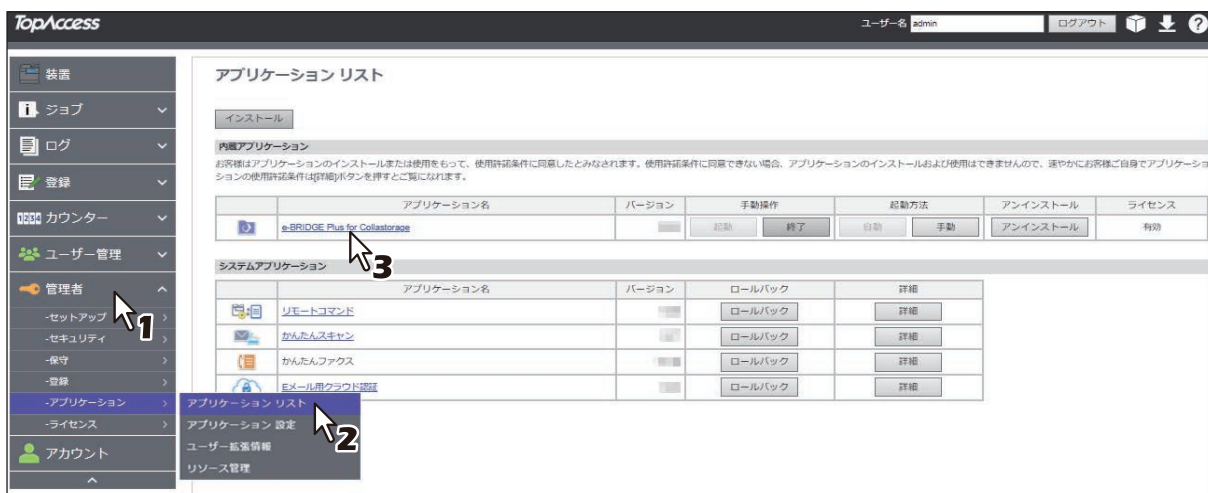 TopAccess
ユーザー名 admin ログアウト ?
装置
ジョブ
ログ
登録
1234 カウンター
ユーザー管理
管理者
-セットアップ
-セキュリティ
-保守
-登録
-アプリケーション
-ライセンス
アカウント
アプリケーション リスト
アプリケーション 設定
ユーザー拡張情報
リソース管理
1
2
アプリケーション リスト
インストール
内蔵アプリケーション
お客様はアプリケーションのインストールまたは使用をもって、使用許諾条件に同意したとみなされます。使用許諾条件に同意できない場合、アプリケーションのインストールおよび使用はできませんので、速やかにお客様ご自身でアプリケーショ
ションの使用許諾条件は[詳細]ボタンを押すとご覧になれます。
アプリケーション名 バージョン 手動操作 起動方法 アンインストール ライセンス
e-BRIDGE Plus for Collastorage 起動 終了 自動 手動 アンインストール 有効
3
システムアプリケーション
アプリケーション名 バージョン ロールバック 詳細
リモートコマンド ロールバック 詳細
かんたんスキャン ロールバック 詳細
かんたんファクス ロールバック 詳細
Eメール用クラウド認証 ロールバック 詳細